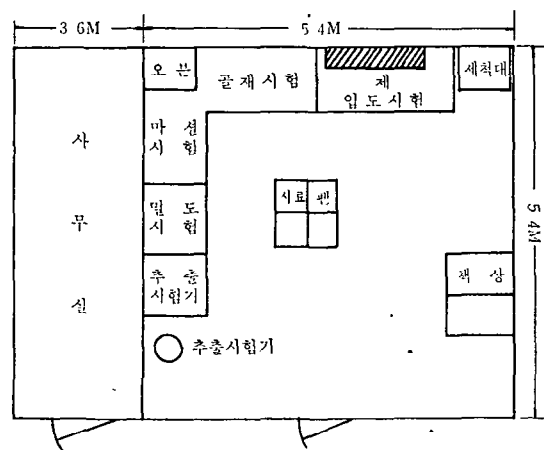 3 6M
5 4M
오 븐
골재시험
제
입도시험
세척대
마 셜
시 험
사
무
실
밀 도
시 험
시료
팬
5 4M
추 출
시험기
책 상
추출시험기